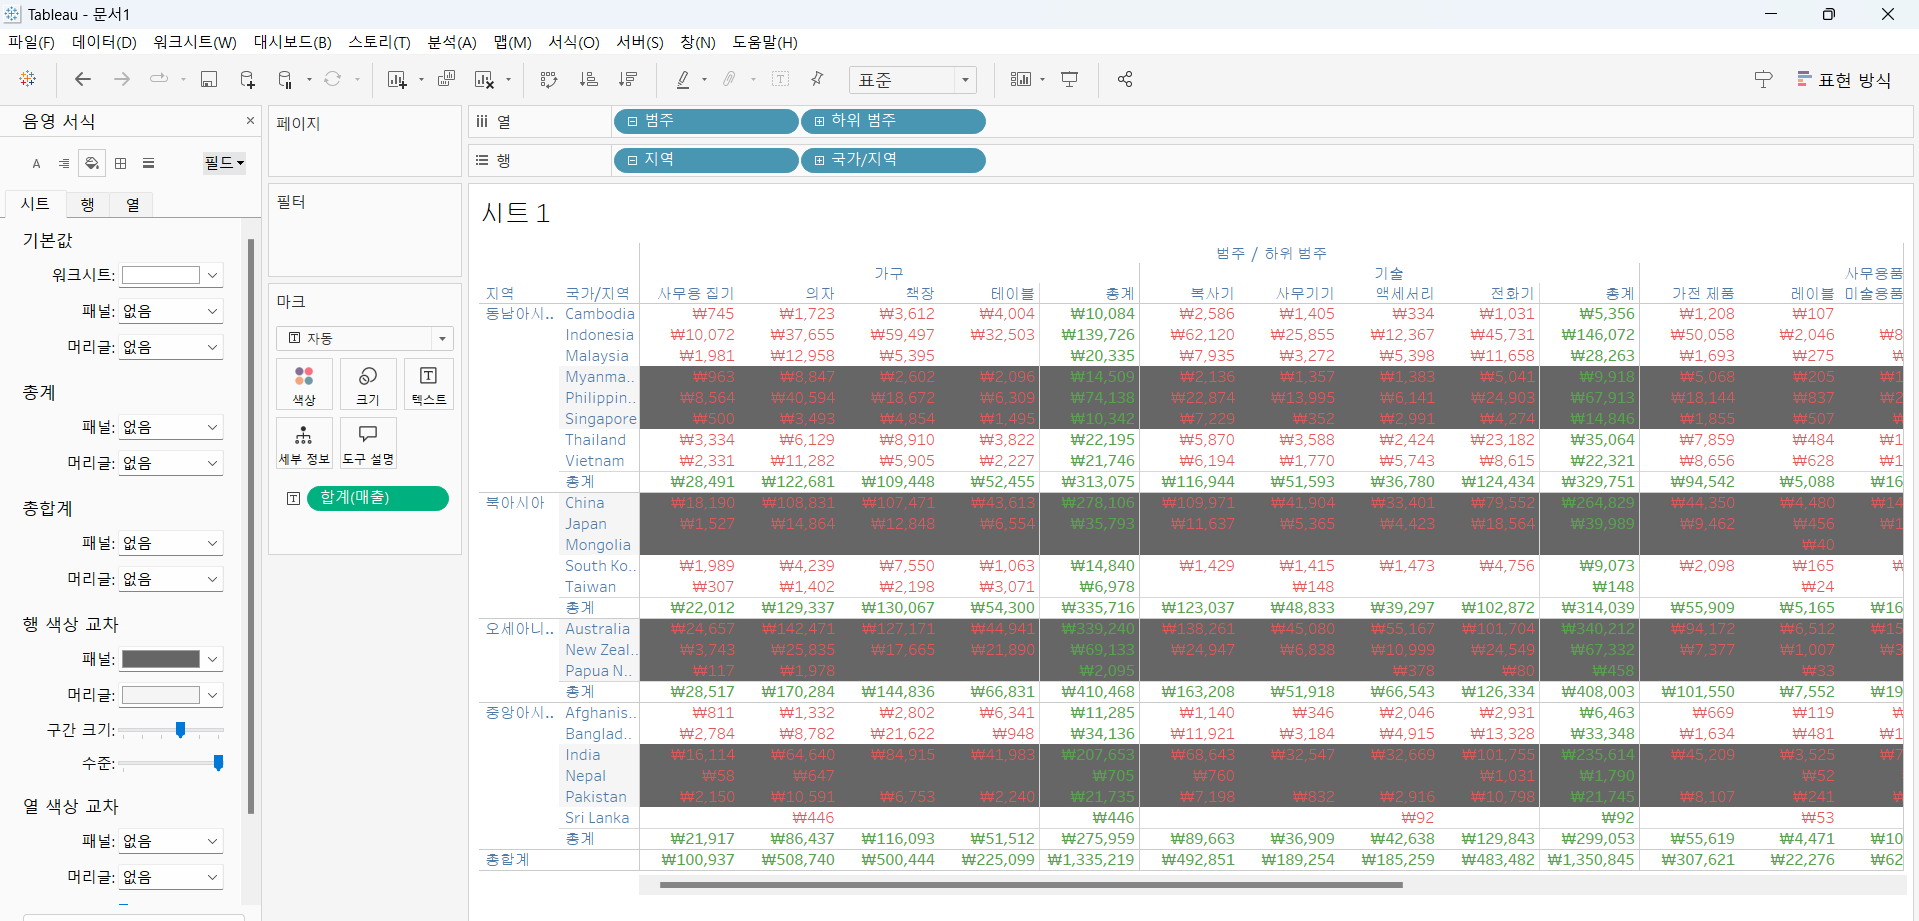 Tableau - 문서1
파일(F) 데이터(D) 워크시트(W) 대시보드(B) 스토리(T) 분석(A) 맵(M) 서식(O) 서버(S) 창(N) 도움말(H)
표준
표현 방식
음영 서식
A
필드
시트 행 열
기본값
워크시트:
패널: 없음
머리글: 없음
총계
패널: 없음
머리글: 없음
총합계
패널: 없음
머리글: 없음
행 색상 교차
패널:
머리글:
구간 크기:
수준:
열 색상 교차
패널: 없음
머리글: 없음
페이지
필터
마크
자동
색상 크기 텍스트
세부 정보 도구 설명
합계(매출)
열 범주 하위 범주
행 지역 국가/지역
시트 1
범주 / 하위 범주
가구 기술 사무용품
지역 국가/지역 사무용 집기 의자 책장 테이블 총계 복사기 사무기기 액세서리 전화기 총계 가전 제품 레이블 미술용품
동남아시.. Cambodia ₩745 ₩1,723 ₩3,612 ₩4,004 ₩10,084 ₩2,586 ₩1,405 ₩334 ₩1,031 ₩5,356 ₩1,208 ₩107
Indonesia ₩10,072 ₩37,655 ₩59,497 ₩32,503 ₩139,726 ₩62,120 ₩25,855 ₩12,367 ₩45,731 ₩146,072 ₩50,058 ₩2,046 ₩8
Malaysia ₩1,981 ₩12,958 ₩5,395 ₩20,335 ₩7,935 ₩3,272 ₩5,398 ₩11,658 ₩28,263 ₩1,693 ₩275 ₩
Myanma.. ₩963 ₩8,847 ₩2,602 ₩2,096 ₩14,509 ₩2,136 ₩1,357 ₩1,383 ₩5,041 ₩9,918 ₩5,068 ₩205 ₩1
Philippin.. ₩8,564 ₩40,594 ₩18,672 ₩6,309 ₩74,138 ₩22,874 ₩13,995 ₩6,141 ₩24,903 ₩67,913 ₩18,144 ₩837 ₩2
Singapore ₩500 ₩3,493 ₩4,854 ₩1,495 ₩10,342 ₩7,229 ₩352 ₩2,991 ₩4,274 ₩14,846 ₩1,855 ₩507 ₩
Thailand ₩3,334 ₩6,129 ₩8,910 ₩3,822 ₩22,195 ₩5,870 ₩3,588 ₩2,424 ₩23,182 ₩35,064 ₩7,859 ₩484 ₩1
Vietnam ₩2,331 ₩11,282 ₩5,905 ₩2,227 ₩21,746 ₩6,194 ₩1,770 ₩5,743 ₩8,615 ₩22,321 ₩8,656 ₩628 ₩1
총계 ₩28,491 ₩122,681 ₩109,448 ₩52,455 ₩313,075 ₩116,944 ₩51,593 ₩36,780 ₩124,434 ₩329,751 ₩94,542 ₩5,088 ₩16
북아시아 China ₩18,190 ₩108,831 ₩107,471 ₩43,613 ₩278,106 ₩109,971 ₩41,904 ₩33,401 ₩79,552 ₩264,829 ₩44,350 ₩4,480 ₩14
Japan ₩1,527 ₩14,864 ₩12,848 ₩6,554 ₩35,793 ₩11,637 ₩5,365 ₩4,423 ₩18,564 ₩39,989 ₩9,462 ₩456 ₩1
Mongolia ₩40
South Ko.. ₩1,989 ₩4,239 ₩7,550 ₩1,063 ₩14,840 ₩1,429 ₩1,415 ₩1,473 ₩4,756 ₩9,073 ₩2,098 ₩165 ₩
Taiwan ₩307 ₩1,402 ₩2,198 ₩3,071 ₩6,978 ₩148 ₩148 ₩24
총계 ₩22,012 ₩129,337 ₩130,067 ₩54,300 ₩335,716 ₩123,037 ₩48,833 ₩39,297 ₩102,872 ₩314,039 ₩55,909 ₩5,165 ₩16
오세아니.. Australia ₩24,657 ₩142,471 ₩127,171 ₩44,941 ₩339,240 ₩138,261 ₩45,080 ₩55,167 ₩101,704 ₩340,212 ₩94,172 ₩6,512 ₩15
New Zeal.. ₩3,743 ₩25,835 ₩17,665 ₩21,890 ₩69,133 ₩24,947 ₩6,838 ₩10,999 ₩24,549 ₩67,332 ₩7,377 ₩1,007 ₩3
Papua N.. ₩117 ₩1,978 ₩2,095 ₩378 ₩80 ₩458 ₩33
총계 ₩28,517 ₩170,284 ₩144,836 ₩66,831 ₩410,468 ₩163,208 ₩51,918 ₩66,543 ₩126,334 ₩408,003 ₩101,550 ₩7,552 ₩19
중앙아시.. Afghanis.. ₩811 ₩1,332 ₩2,802 ₩6,341 ₩11,285 ₩1,140 ₩346 ₩2,046 ₩2,931 ₩6,463 ₩669 ₩119 ₩
Banglad.. ₩2,784 ₩8,782 ₩21,622 ₩948 ₩34,136 ₩11,921 ₩3,184 ₩4,915 ₩13,328 ₩33,348 ₩1,634 ₩481 ₩1
India ₩16,114 ₩64,640 ₩84,915 ₩41,983 ₩207,653 ₩68,643 ₩32,547 ₩32,669 ₩101,755 ₩235,614 ₩45,209 ₩3,525 ₩7
Nepal ₩58 ₩647 ₩705 ₩760 ₩1,031 ₩1,790 ₩52
Pakistan ₩2,150 ₩10,591 ₩6,753 ₩2,240 ₩21,735 ₩7,198 ₩832 ₩2,916 ₩10,798 ₩21,745 ₩8,107 ₩241 ₩
Sri Lanka ₩446 ₩446 ₩92 ₩92 ₩53
총계 ₩21,917 ₩86,437 ₩116,093 ₩51,512 ₩275,959 ₩89,663 ₩36,909 ₩42,638 ₩129,843 ₩299,053 ₩55,619 ₩4,471 ₩10
총합계 ₩100,937 ₩508,740 ₩500,444 ₩225,099 ₩1,335,219 ₩492,851 ₩189,254 ₩185,259 ₩483,482 ₩1,350,845 ₩307,621 ₩22,276 ₩62